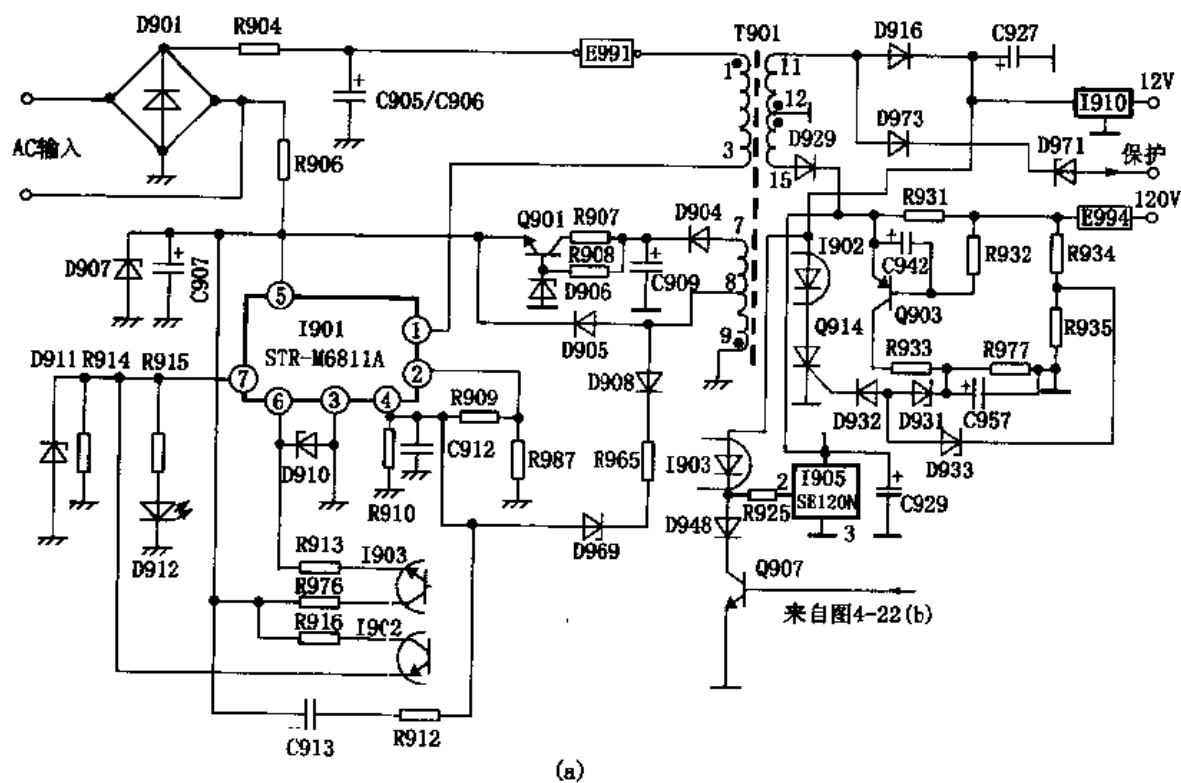 D901
R904
E991
T901
D916
C927
1
11
12
12V
I910
C905/C906
D973
D971
保护
AC输入
R906
3
D929
15
120V
R931
E994
Q901
R907
D904
7
I902
R932
R934
R908
C942
D907
C907
D906
C909
8
Q903
R935
5
I901
STR-M6811A
1
2
D905
9
Q914
R933
R977
D911
R914
R915
7
6
3
4
R909
D908
D932
D931
C957
D910
C912
R987
R965
I903
D933
R910
2
I905
SE120N
R925
3
C929
D912
D969
D948
R913
I903
R976
R916
I9C2
Q907
来自图4-22(b)
C913
R912
(a)